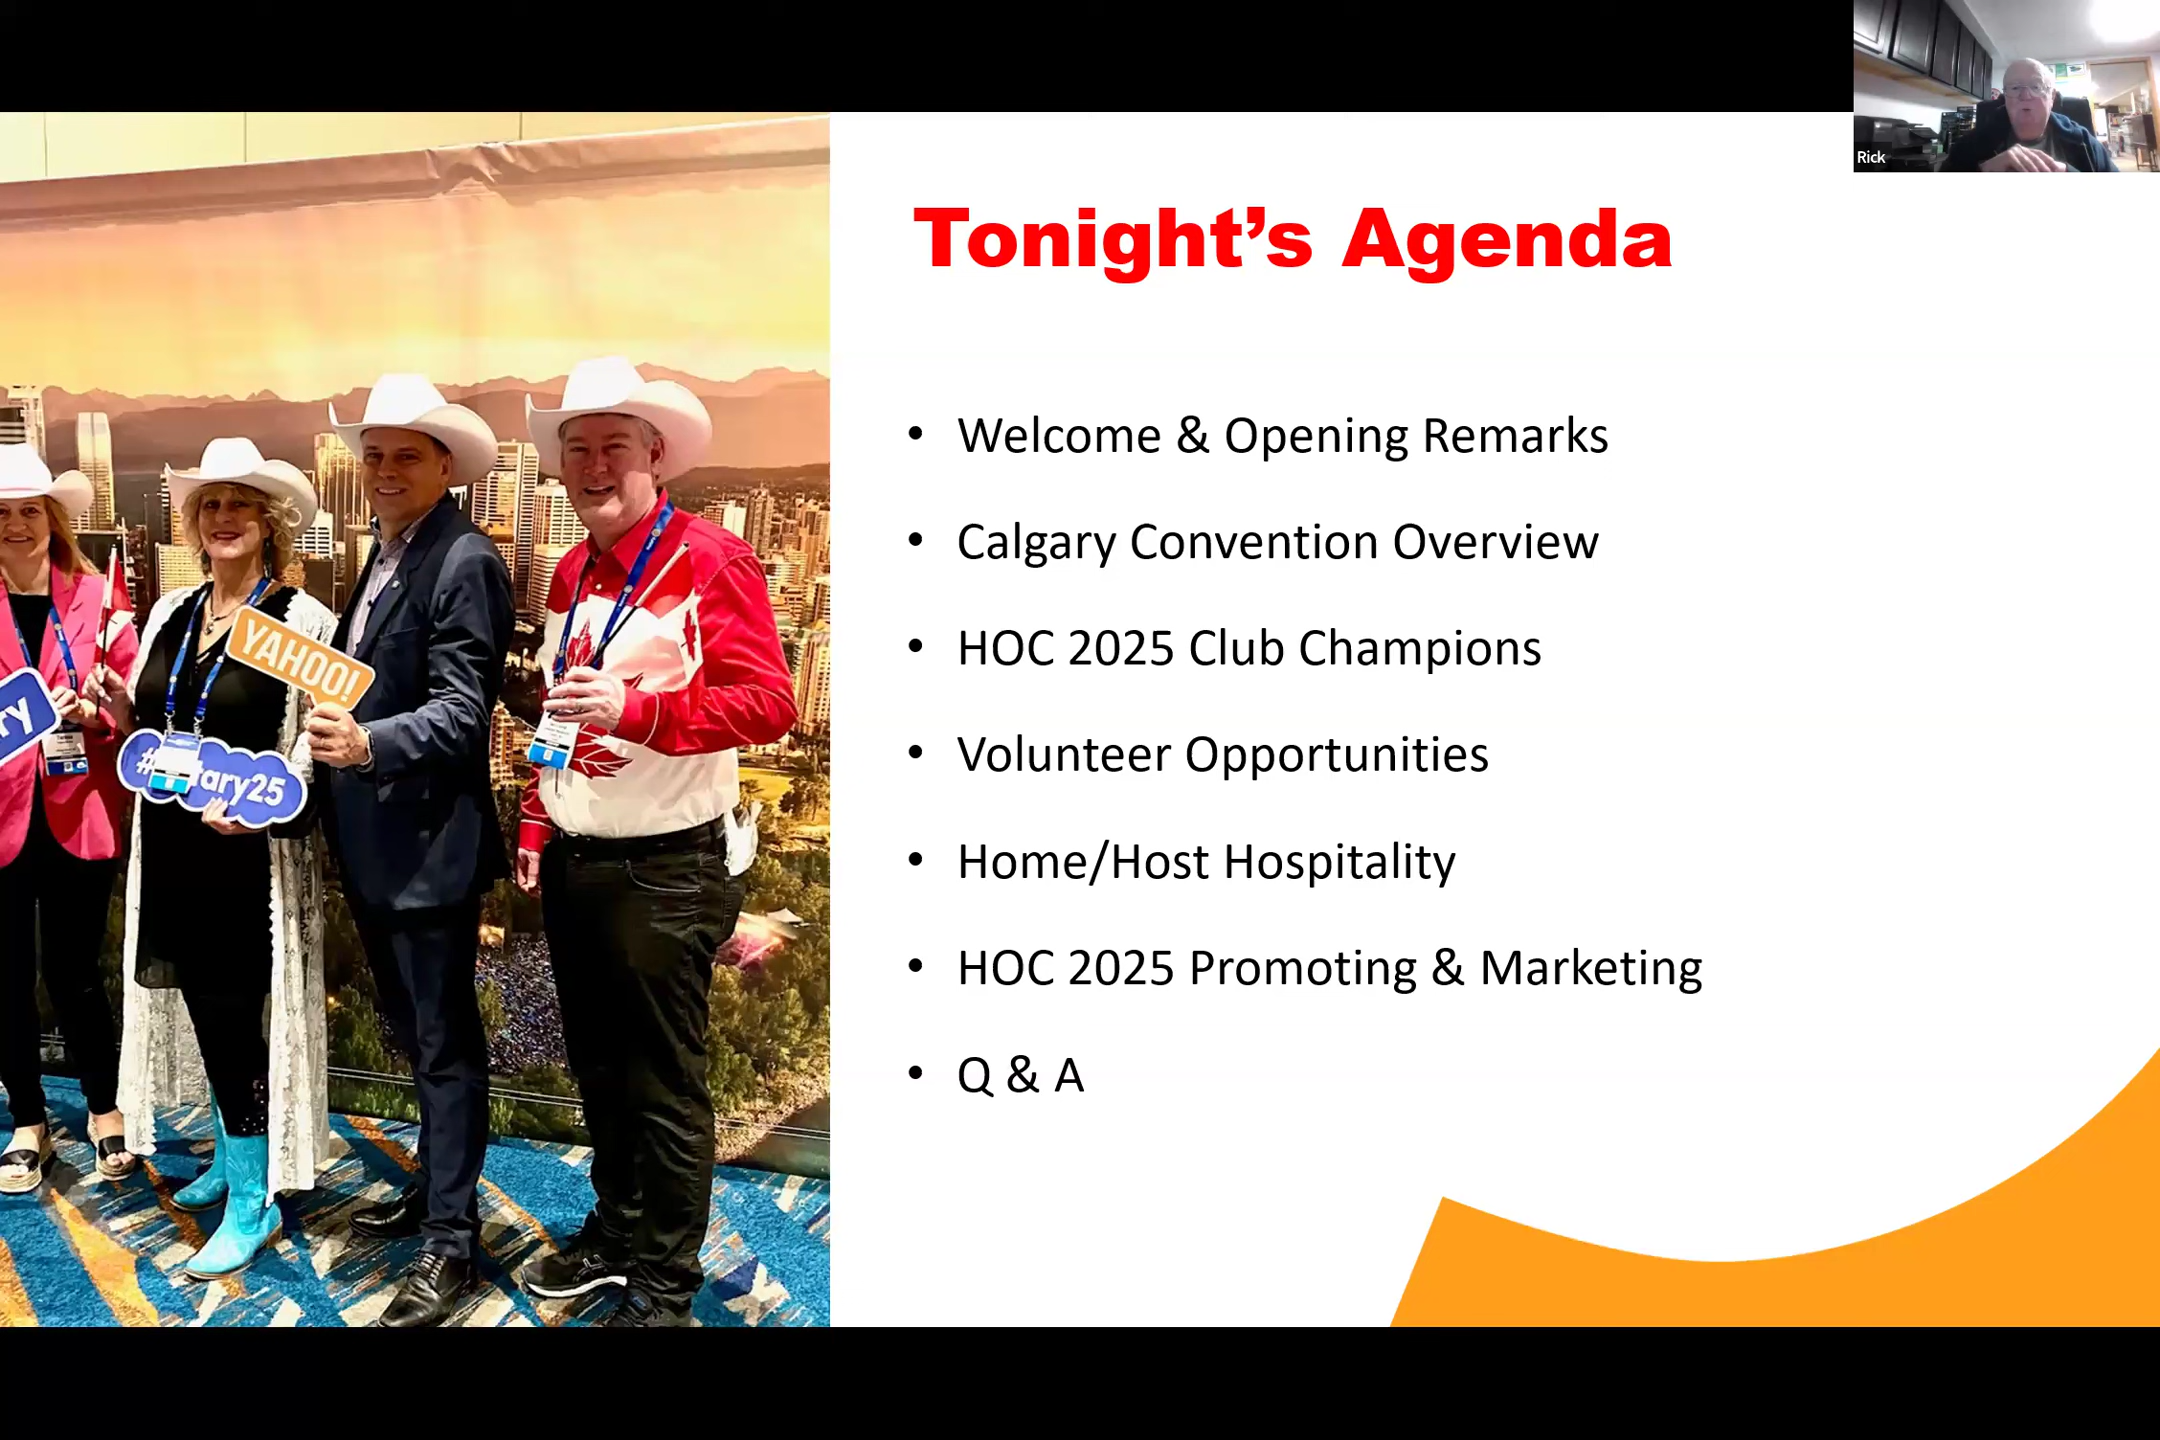 Rick
Tonight's Agenda
• Welcome & Opening Remarks
• Calgary Convention Overview
• HOC 2025 Club Champions
• Volunteer Opportunities
• Home/Host Hospitality
• HOC 2025 Promoting & Marketing
• Q & A
YAHOO!